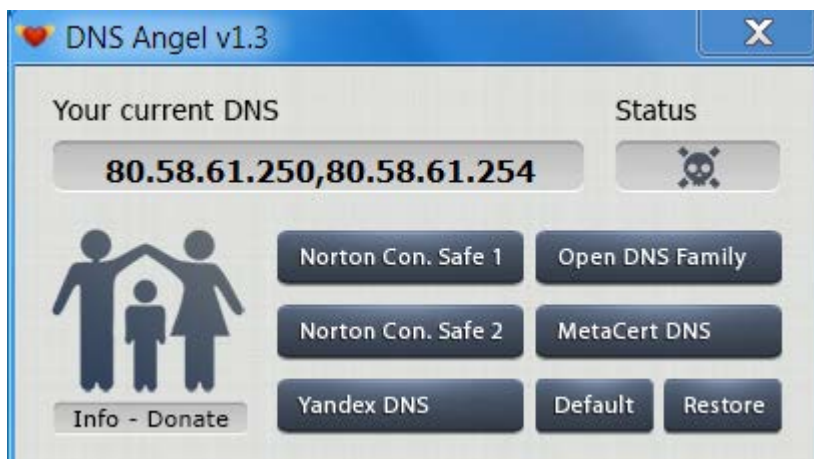 DNS Angel v1.3
Your current DNS
Status
80.58.61.250,80.58.61.254
Norton Con. Safe 1
Open DNS Family
Norton Con. Safe 2
MetaCert DNS
Yandex DNS
Default
Restore
Info - Donate